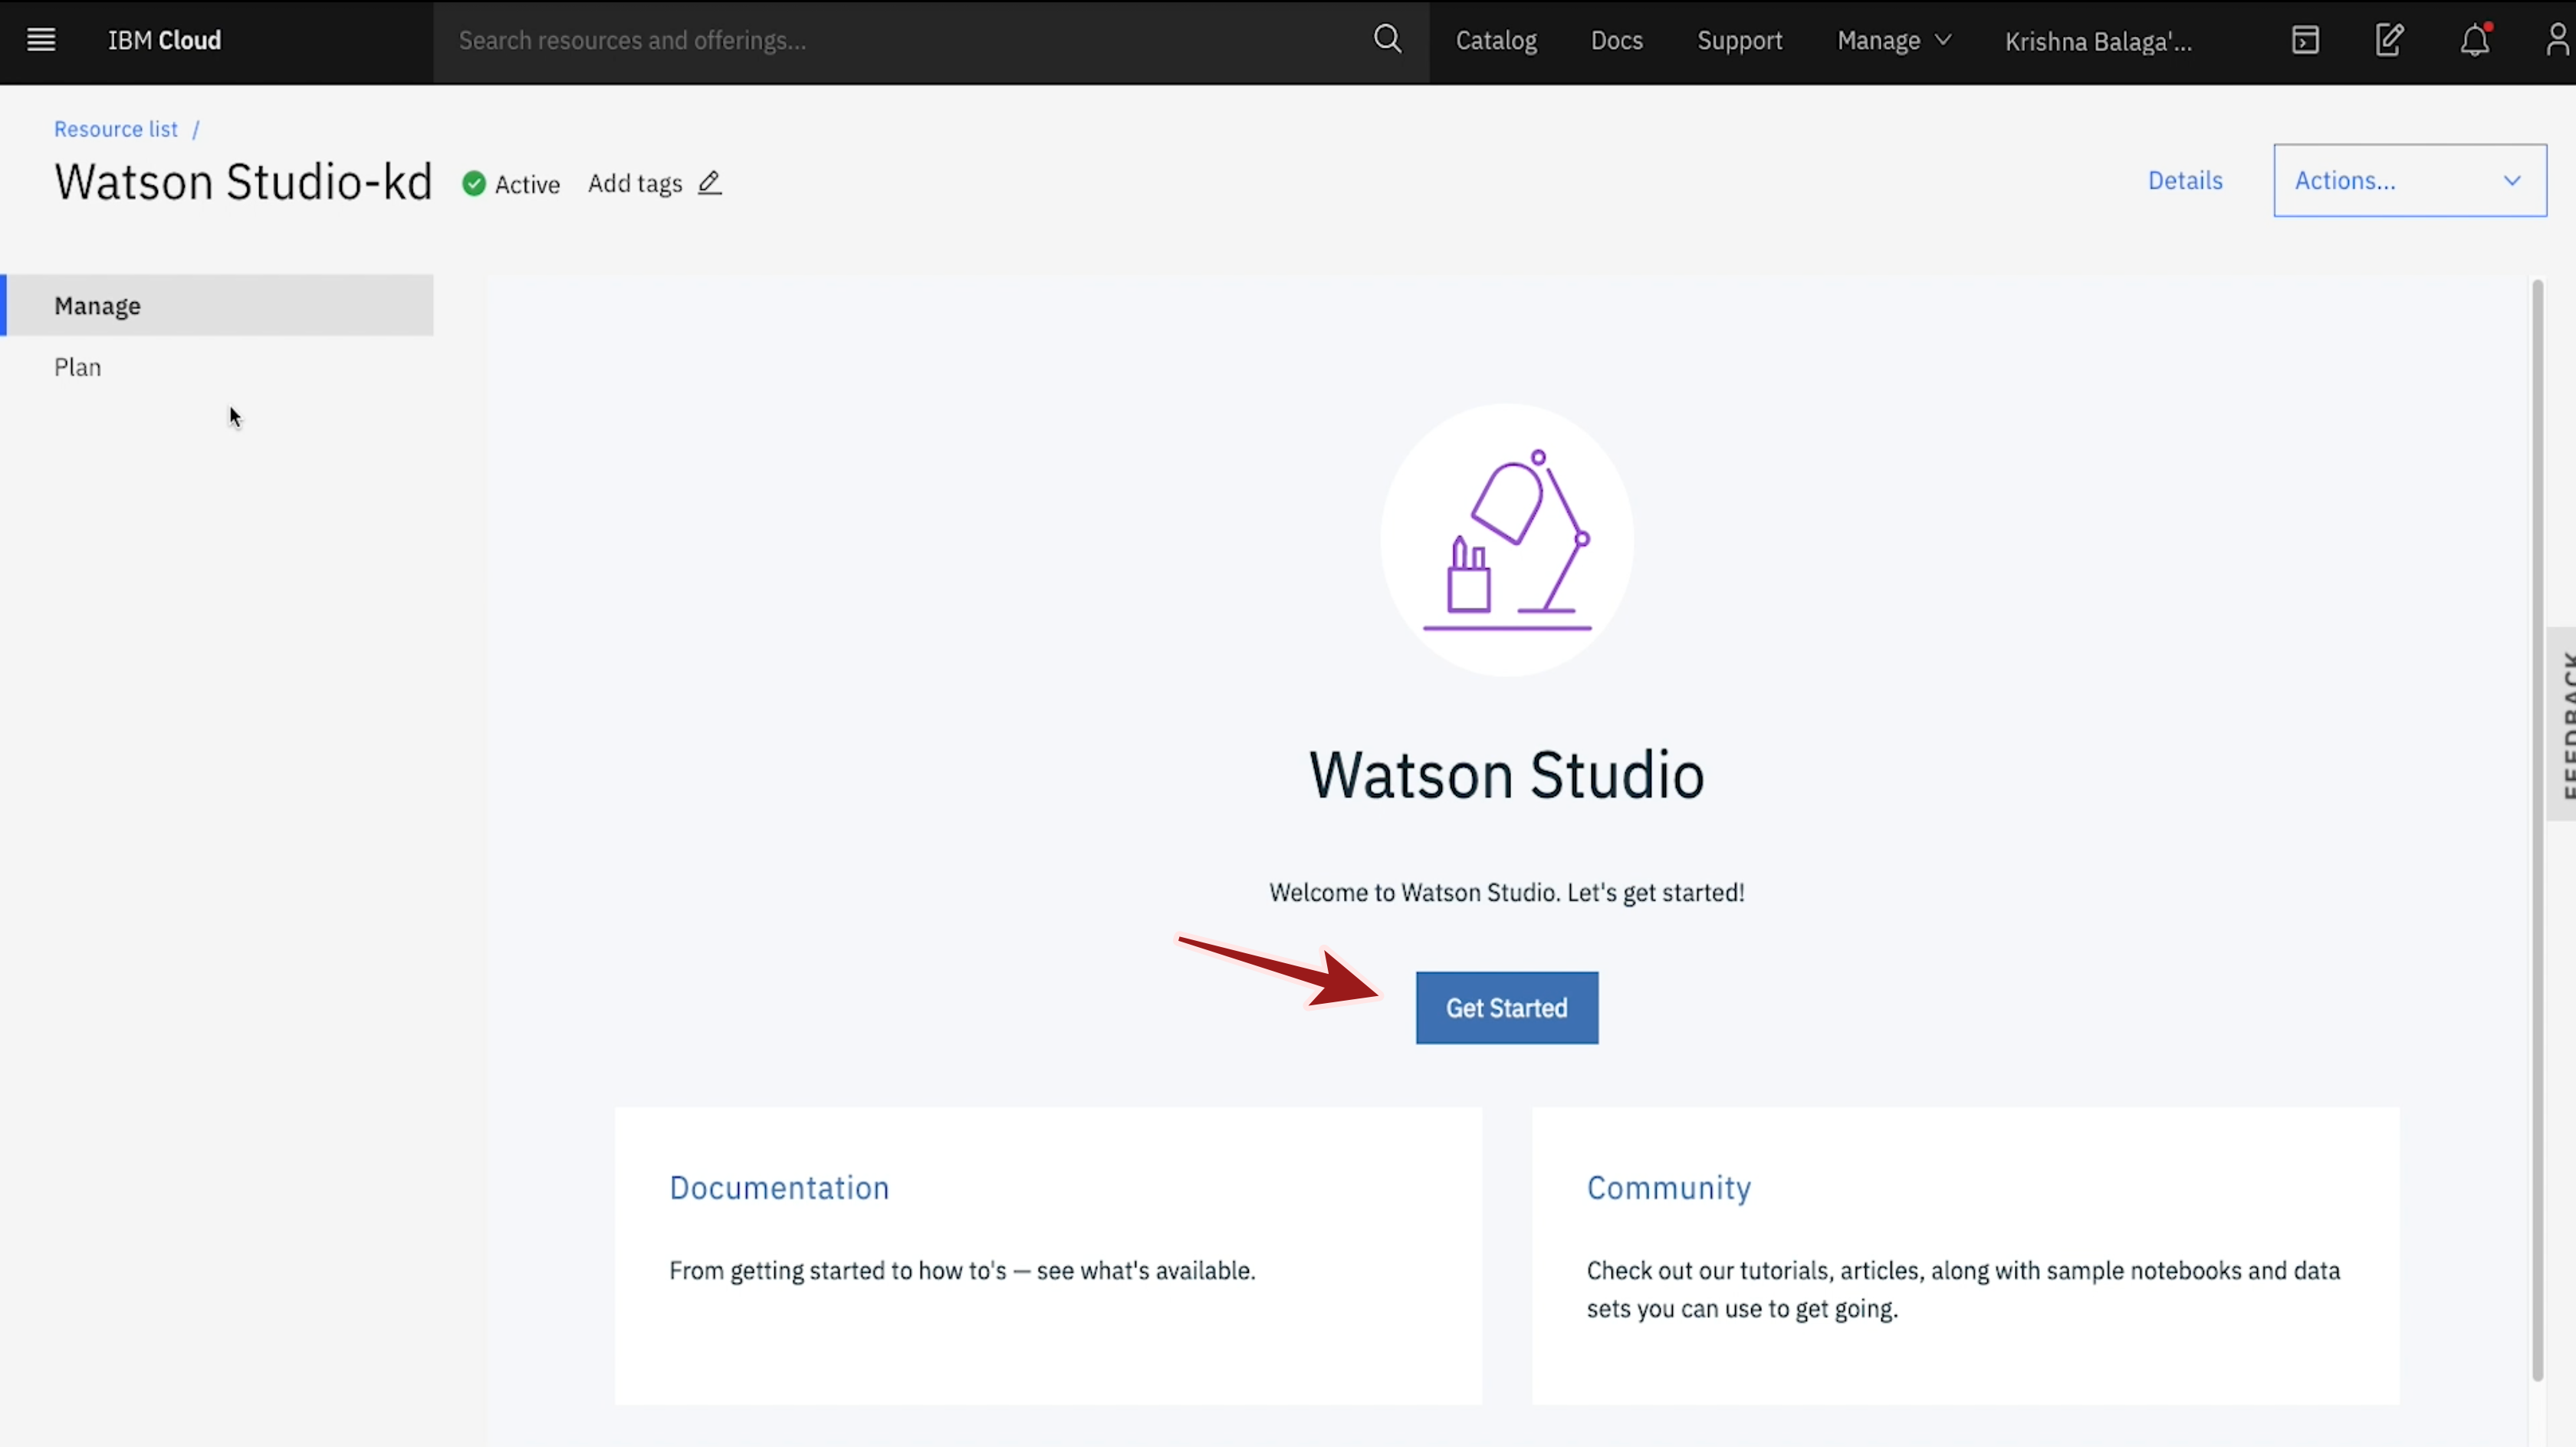 IBM Cloud
Search resources and offerings...
Catalog
Docs
Support
Manage
Krishna Balaga'...
Resource list /
Watson Studio-kd
Active
Add tags
Details
Actions...
Manage
Plan
FEEDBACK
Watson Studio
Welcome to Watson Studio. Let's get started!
Get Started
Documentation
From getting started to how to's — see what's available.
Community
Check out our tutorials, articles, along with sample notebooks and data
sets you can use to get going.